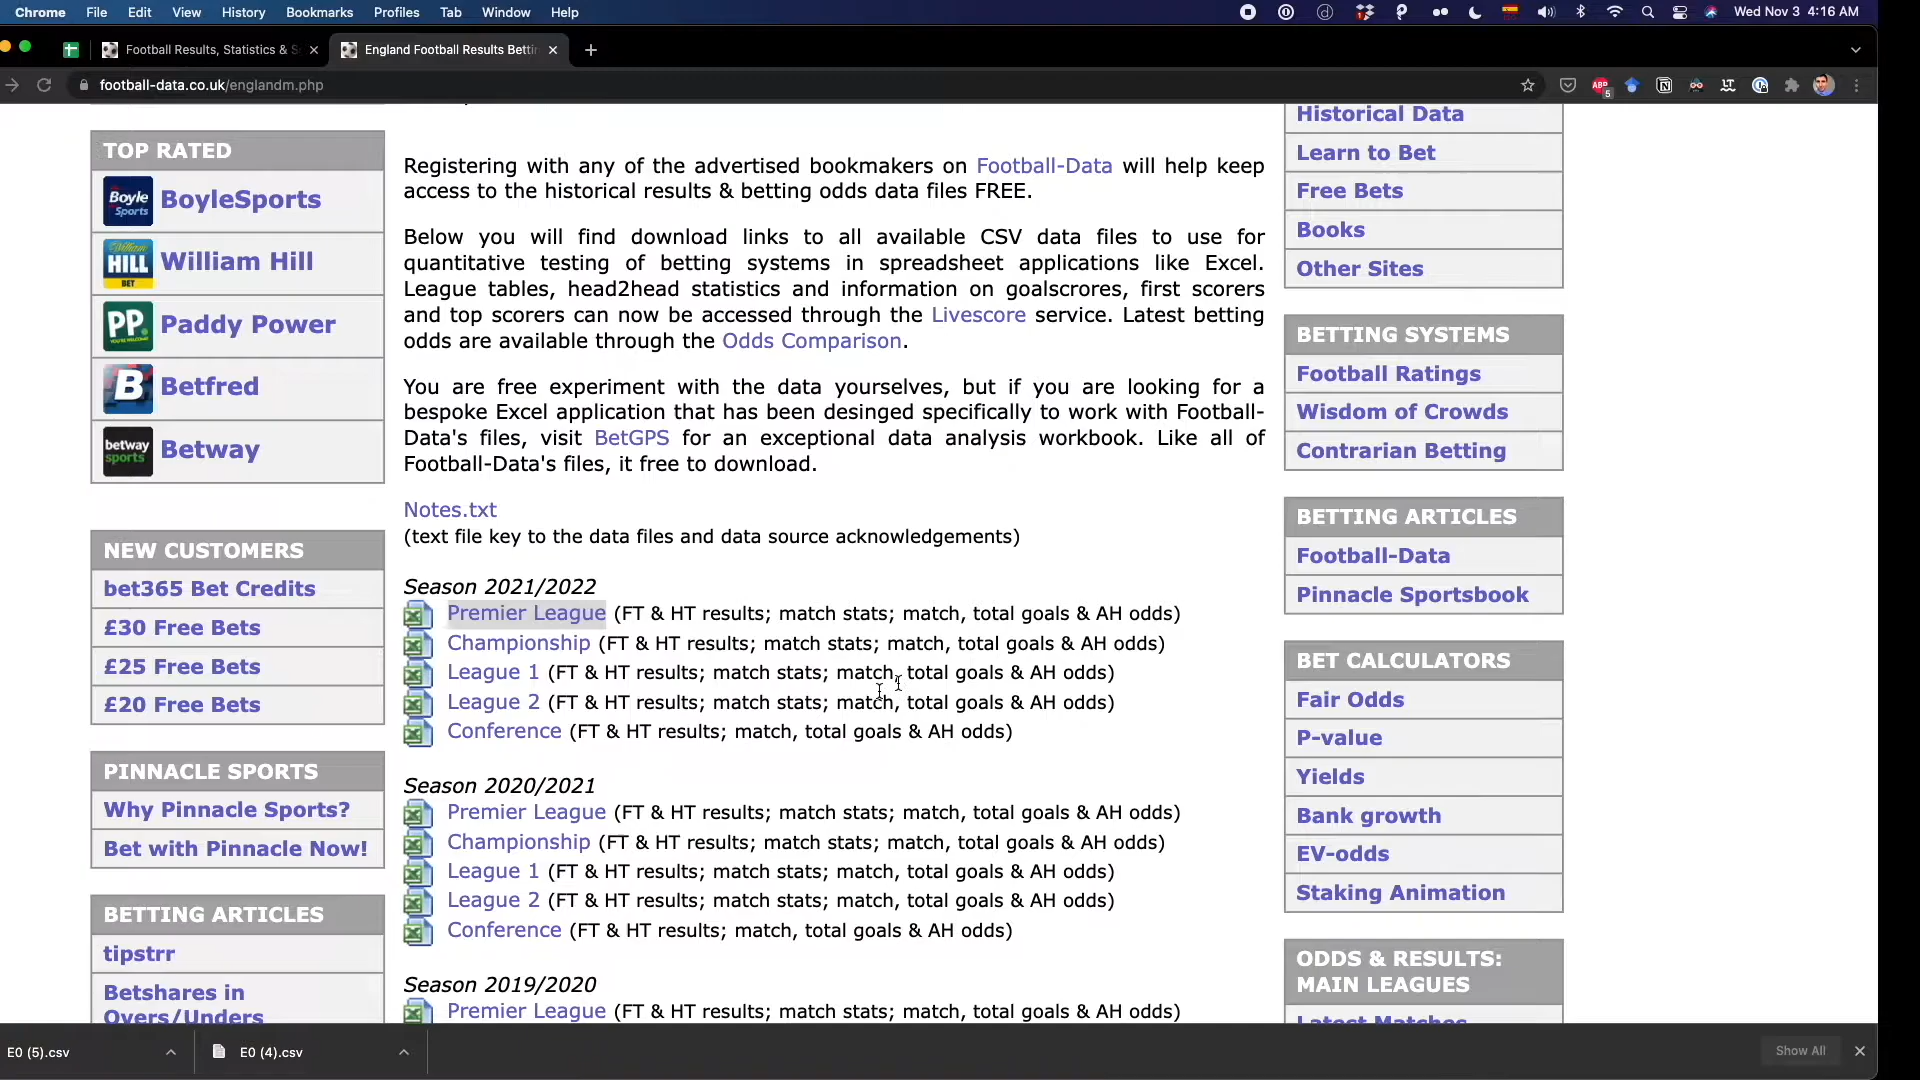 Chrome File Edit View History Bookmarks Profiles Tab Window Help Wed Nov 3 4:16 AM
Football Results, Statistics & S England Football Results Bettin
football-data.co.uk/englandm.php
ABP 5
TOP RATED
Boyle Sports BoyleSports
William HILL BET William Hill
PP. Paddy Power
B Betfred
betway sports Betway
NEW CUSTOMERS
bet365 Bet Credits
£30 Free Bets
£25 Free Bets
£20 Free Bets
PINNACLE SPORTS
Why Pinnacle Sports?
Bet with Pinnacle Now!
BETTING ARTICLES
tipstrr
Betshares in
Overs/Unders
Registering with any of the advertised bookmakers on Football-Data will help keep
access to the historical results & betting odds data files FREE.
Below you will find download links to all available CSV data files to use for
quantitative testing of betting systems in spreadsheet applications like Excel.
League tables, head2head statistics and information on goalscrores, first scorers
and top scorers can now be accessed through the Livescore service. Latest betting
odds are available through the Odds Comparison.
You are free experiment with the data yourselves, but if you are looking for a
bespoke Excel application that has been desinged specifically to work with Football-
Data's files, visit BetGPS for an exceptional data analysis workbook. Like all of
Football-Data's files, it free to download.
Notes.txt
(text file key to the data files and data source acknowledgements)
Season 2021/2022
Premier League (FT & HT results; match stats; match, total goals & AH odds)
Championship (FT & HT results; match stats; match, total goals & AH odds)
League 1 (FT & HT results; match stats; match, total goals & AH odds)
League 2 (FT & HT results; match stats; match, total goals & AH odds)
Conference (FT & HT results; match, total goals & AH odds)
Season 2020/2021
Premier League (FT & HT results; match stats; match, total goals & AH odds)
Championship (FT & HT results; match stats; match, total goals & AH odds)
League 1 (FT & HT results; match stats; match, total goals & AH odds)
League 2 (FT & HT results; match stats; match, total goals & AH odds)
Conference (FT & HT results; match, total goals & AH odds)
Season 2019/2020
Premier League (FT & HT results; match stats; match, total goals & AH odds)
Historical Data
Learn to Bet
Free Bets
Books
Other Sites
BETTING SYSTEMS
Football Ratings
Wisdom of Crowds
Contrarian Betting
BETTING ARTICLES
Football-Data
Pinnacle Sportsbook
BET CALCULATORS
Fair Odds
P-value
Yields
Bank growth
EV-odds
Staking Animation
ODDS & RESULTS:
MAIN LEAGUES
Latest Matches
E0 (5).csv E0 (4).csv Show All